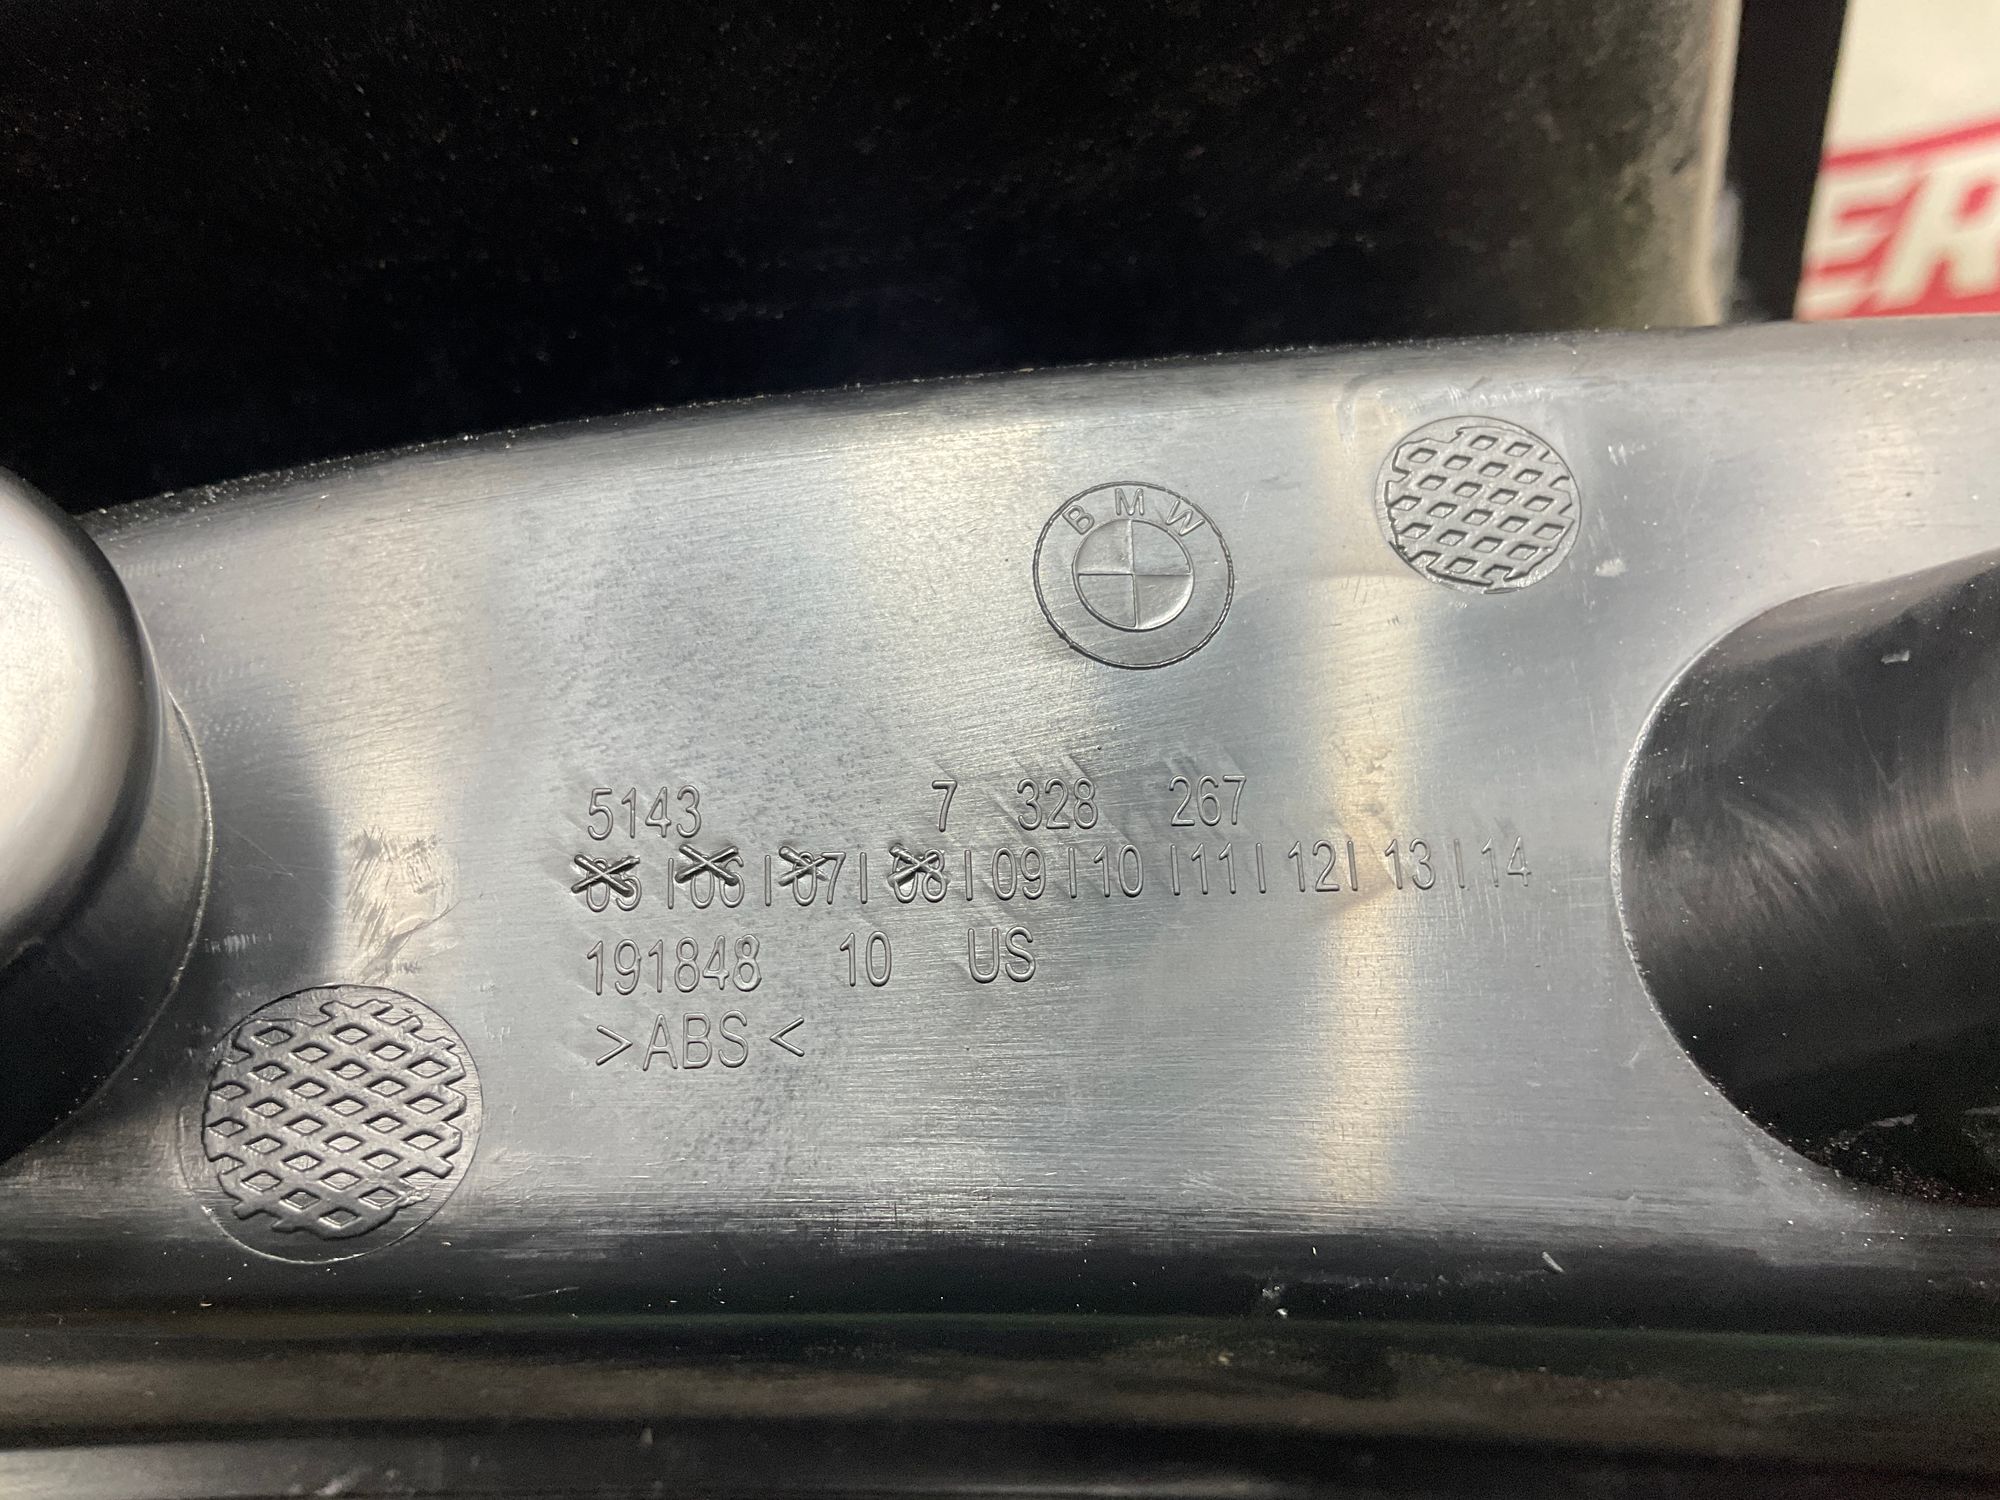 ER
BMW
5143 7 328 267
05 | 06 | 07 | 08 | 09 | 10 | 11 | 12 | 13 | 14
191848 10 US
>ABS<